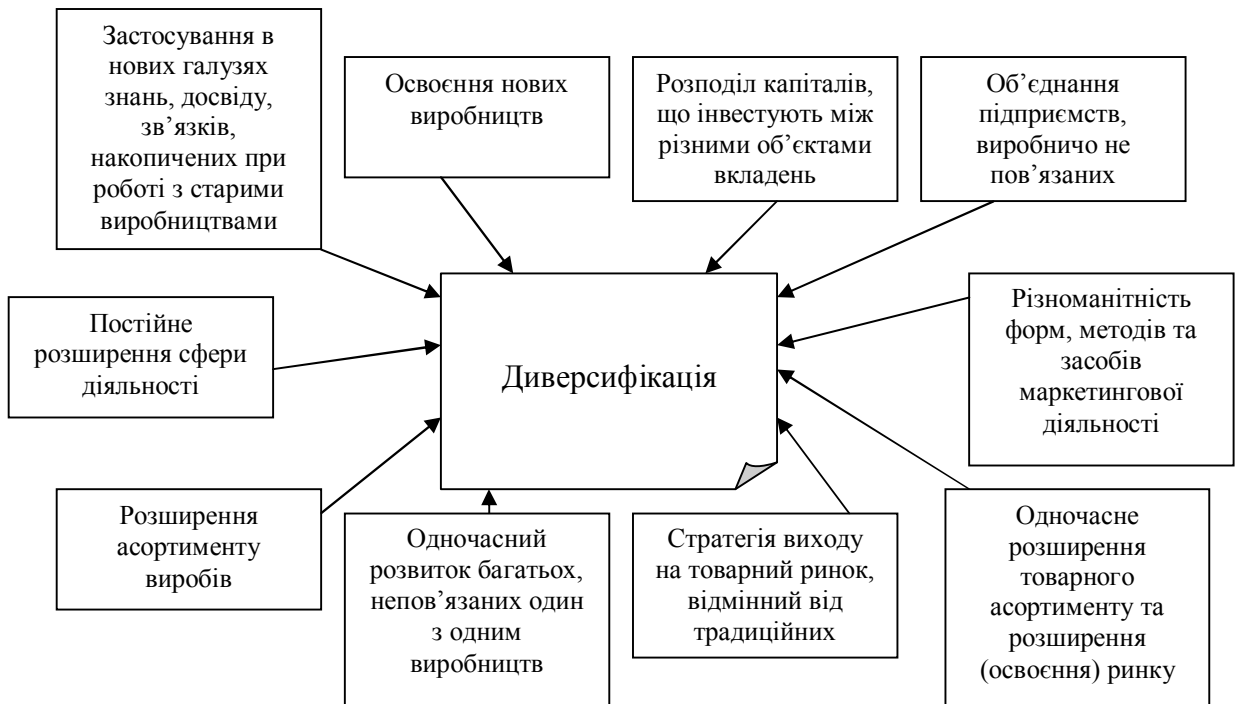 Застосування в
нових галузях
знань, досвіду,
зв’язків,
накопичених при
роботі з старими
виробництвами
Освоєння нових
виробництв
Розподіл капіталів,
що інвестують між
різними об’єктами
вкладень
Об’єднання
підприємств,
виробничо не
пов’язаних
Постійне
розширення сфери
діяльності
Диверсифікація
Різноманітність
форм, методів та
засобів
маркетингової
діяльності
Розширення
асортименту
виробів
Одночасний
розвиток багатьох,
непов’язаних один
з одним
виробництв
Стратегія виходу
на товарний ринок,
відмінний від
традиційних
Одночасне
розширення
товарного
асортименту та
розширення
(освоєння) ринку